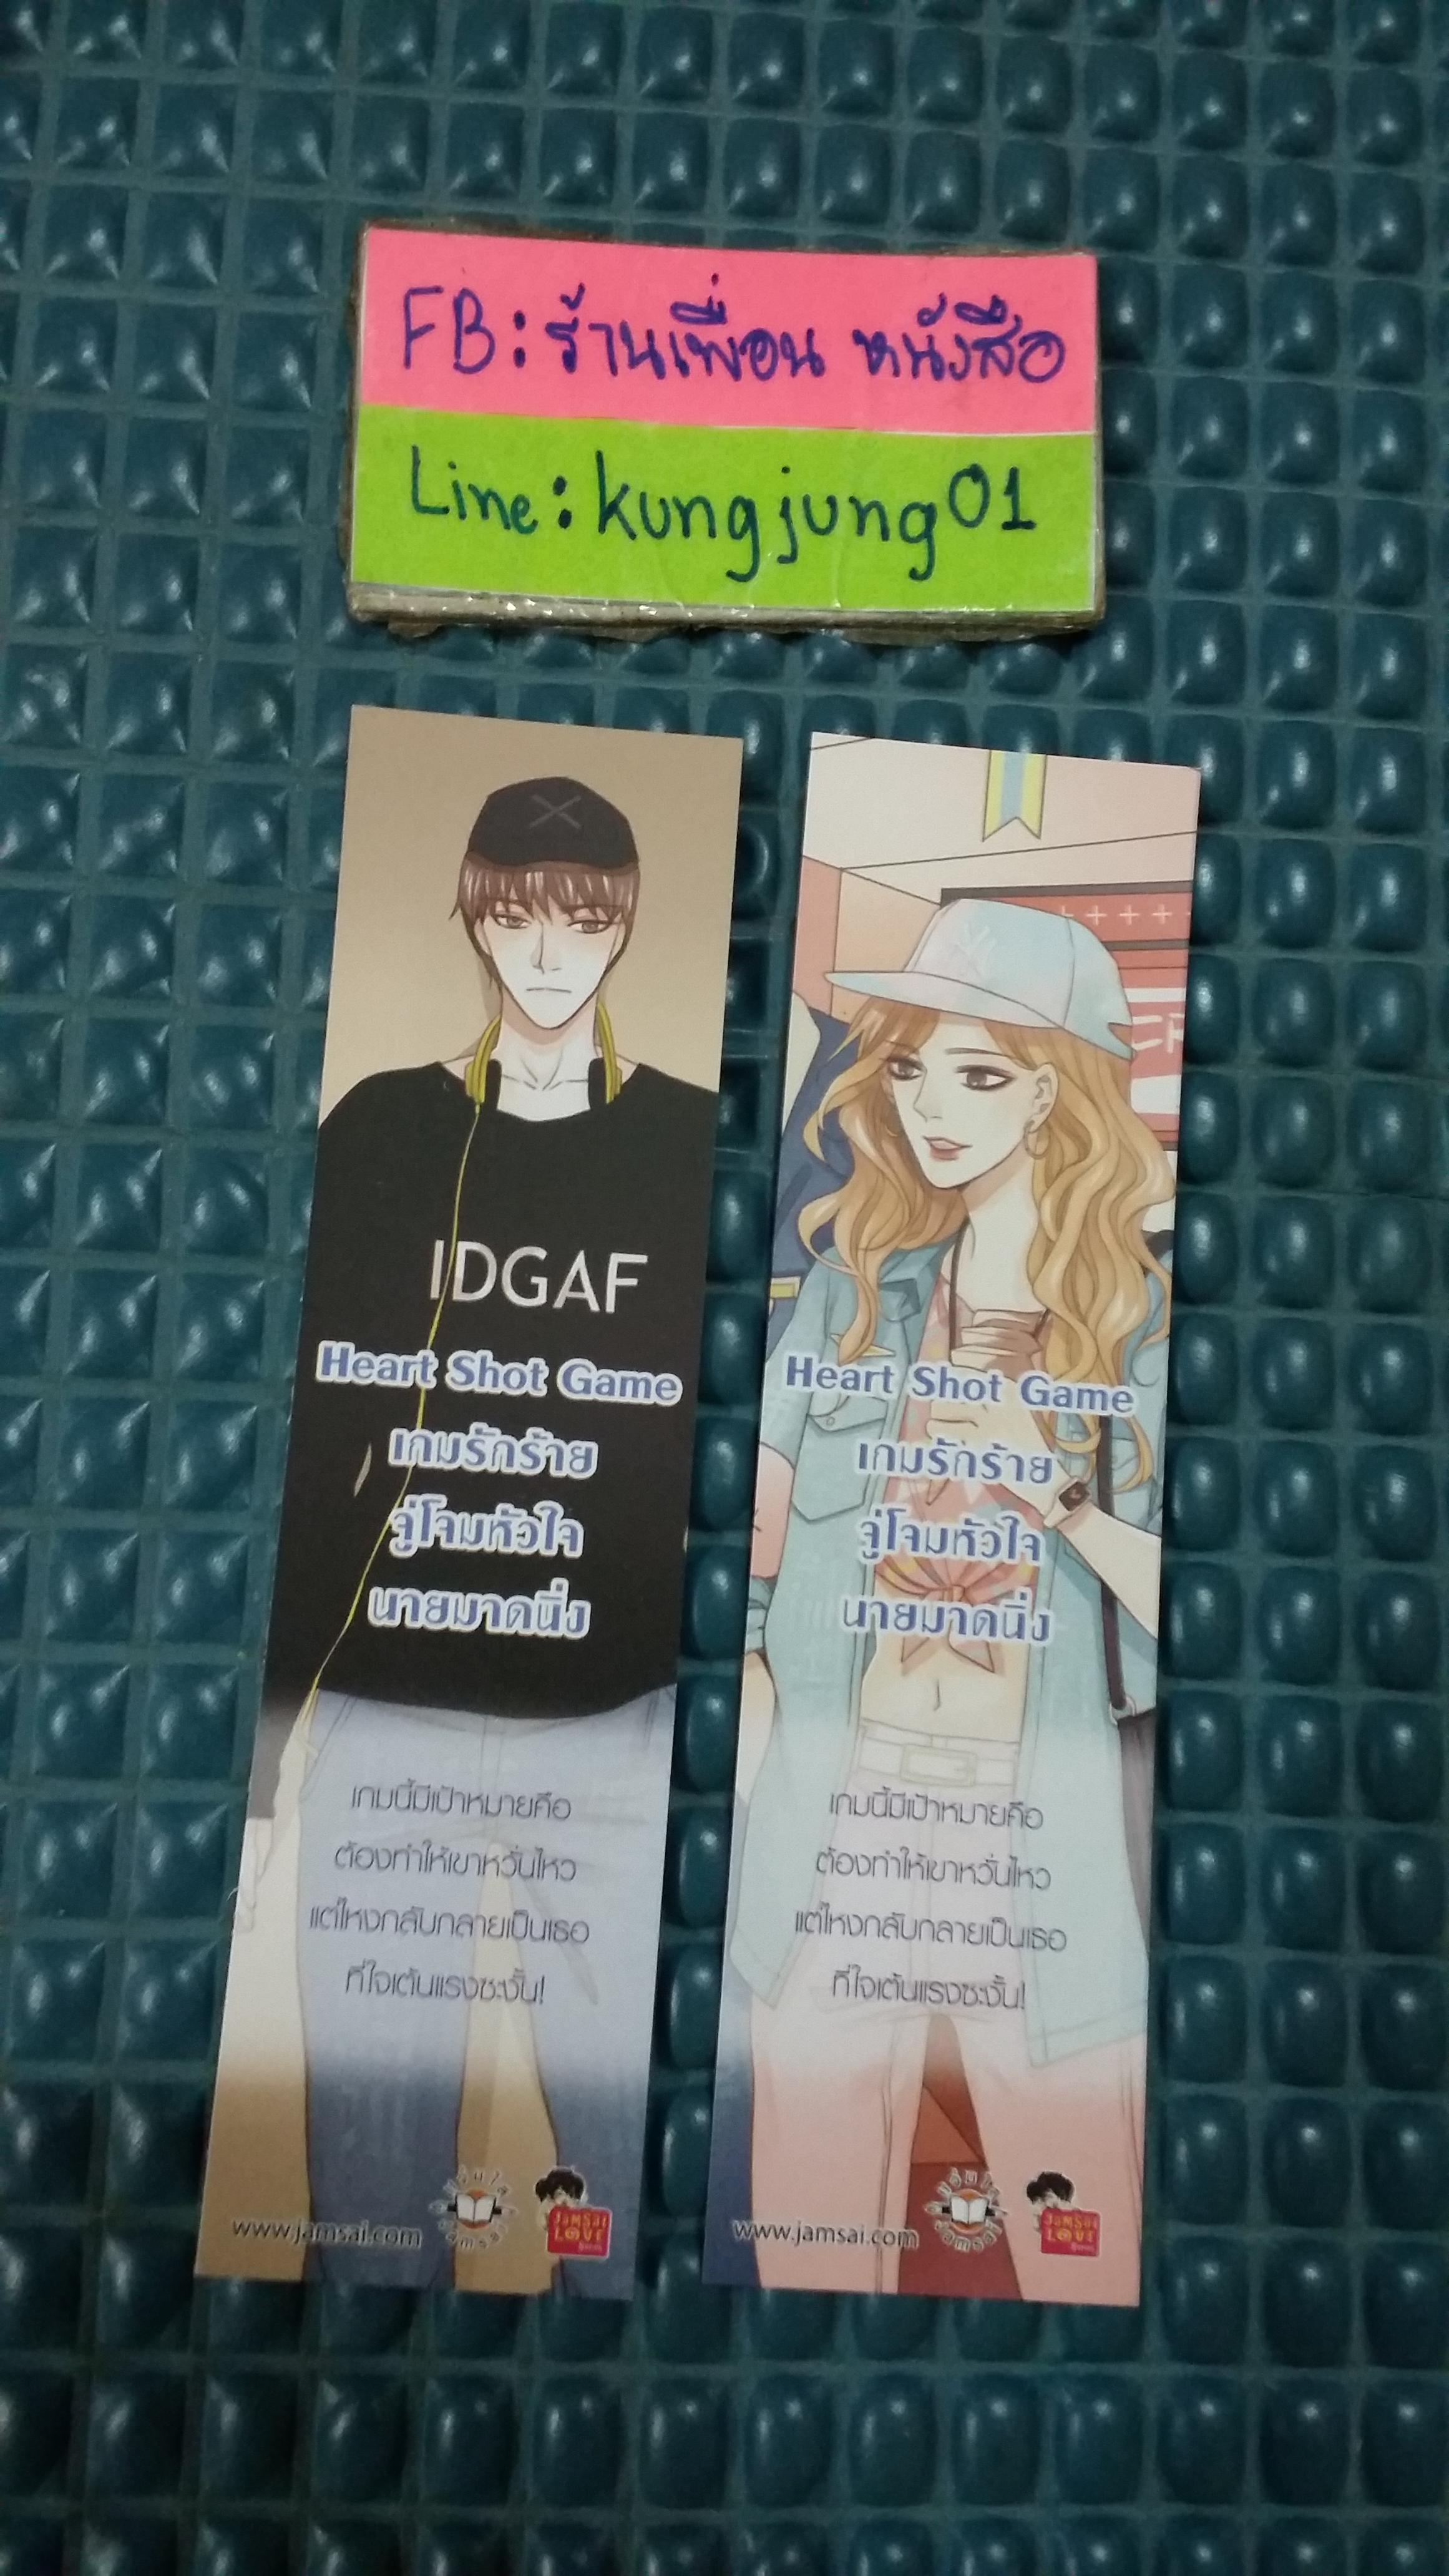 FB: ร้านเพื่อน หนังสือ
Line: kungjung01
IDGAF
Heart Shot Game
เกมรักร้าย
จู่โจมหัวใจ
นายมาดนิ่ง
เกมนี้มีเป้าหมายคือ
ต้องทำให้เขาหวั่นไหว
แต่ไหงกลับกลายเป็นเธอ
ที่ใจเต้นแรงซะงั้น!
www.jamsai.com
JAMSAI
LOVE
Heart Shot Game
เกมรักร้าย
จู่โจมหัวใจ
นายมาดนิ่ง
เกมนี้มีเป้าหมายคือ
ต้องทำให้เขาหวั่นไหว
แต่ไหงกลับกลายเป็นเธอ
ที่ใจเต้นแรงซะงั้น!
www.jamsai.com
JAMSAI
LOVE